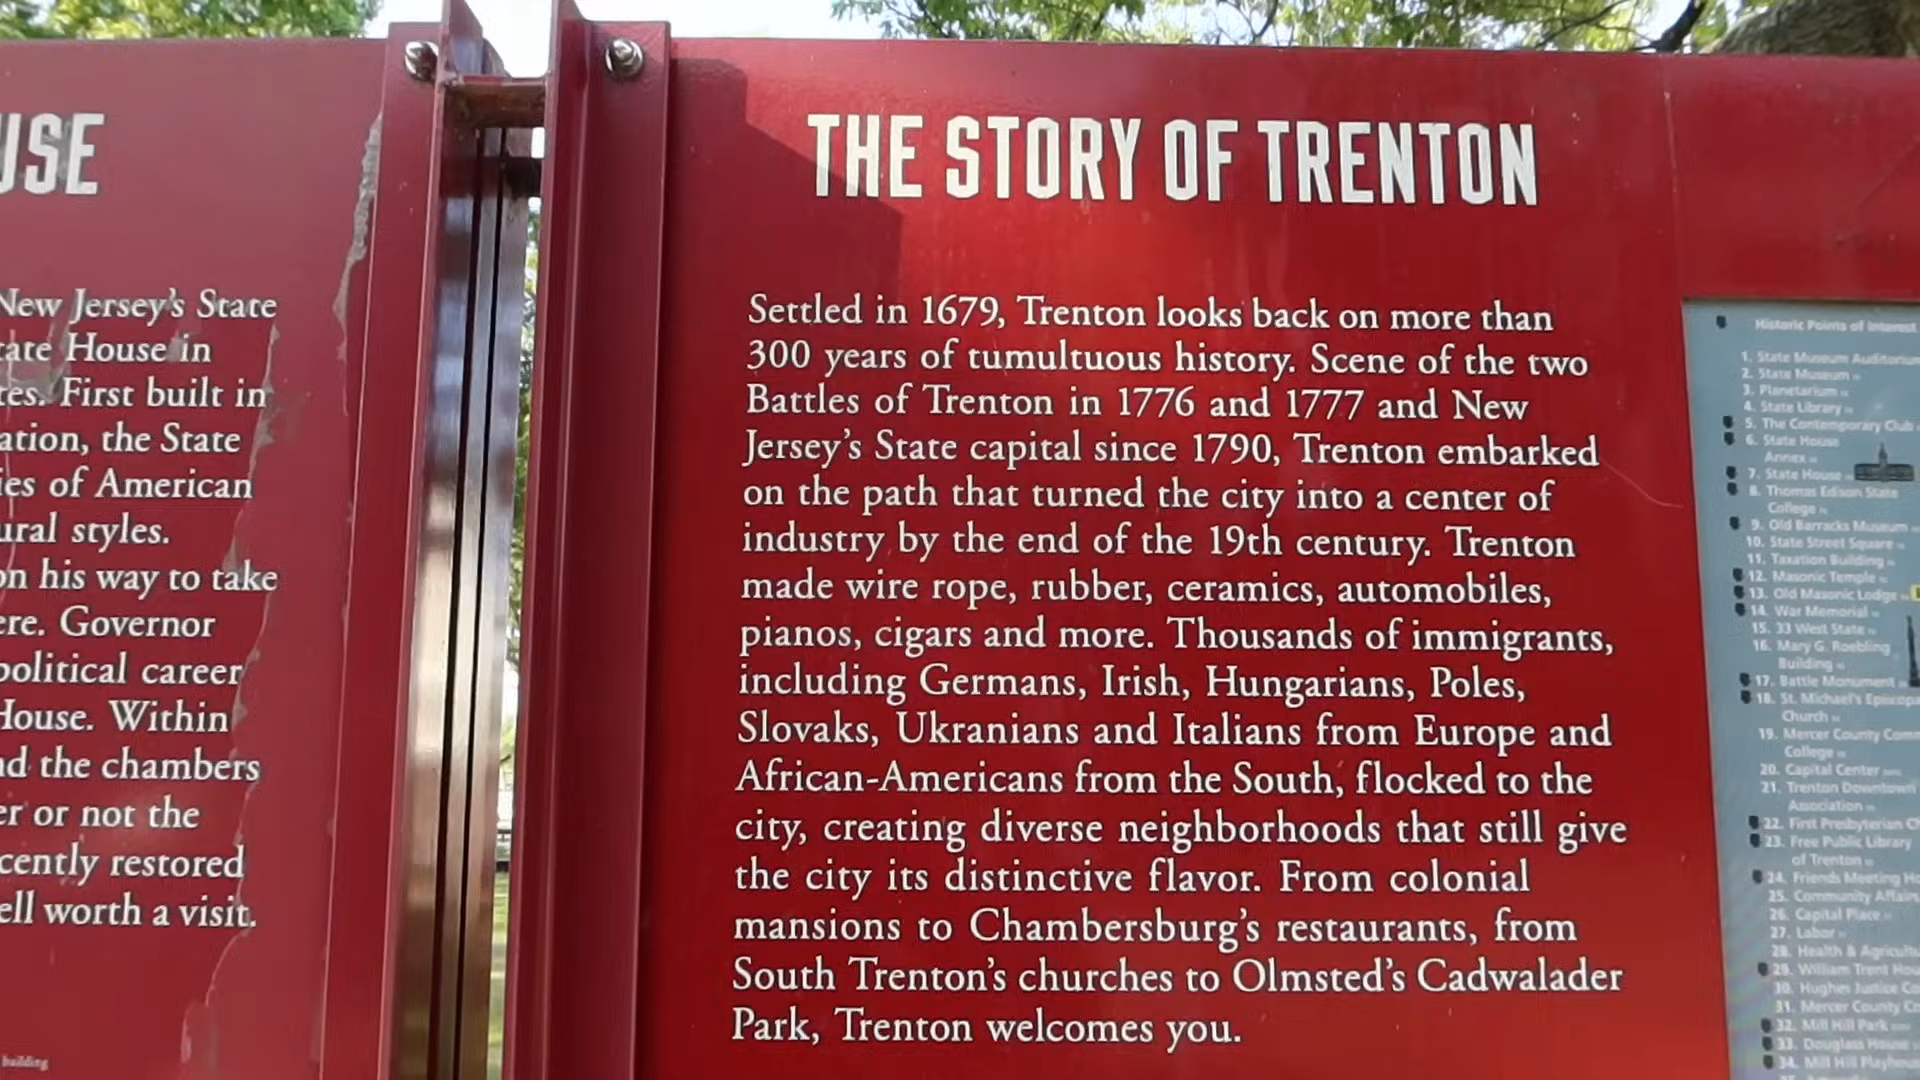 USE
New Jersey's State
tate House in
tes. First built in
ation, the State
ies of American
ural styles.
on his way to take
ere. Governor
political career
House. Within
nd the chambers
er or not the
cently restored
ell worth a visit.
building
THE STORY OF TRENTON
Settled in 1679, Trenton looks back on more than
300 years of tumultuous history. Scene of the two
Battles of Trenton in 1776 and 1777 and New
Jersey's State capital since 1790, Trenton embarked
on the path that turned the city into a center of
industry by the end of the 19th century. Trenton
made wire rope, rubber, ceramics, automobiles,
pianos, cigars and more. Thousands of immigrants,
including Germans, Irish, Hungarians, Poles,
Slovaks, Ukranians and Italians from Europe and
African-Americans from the South, flocked to the
city, creating diverse neighborhoods that still give
the city its distinctive flavor. From colonial
mansions to Chambersburg's restaurants, from
South Trenton's churches to Olmsted's Cadwalader
Park, Trenton welcomes you.
Historic Points of Interest
1. State Museum Auditorium
2. State Museum
3. Planetarium
4. State Library
5. The Contemporary Club
6. State House
Annex
7. State House
8. Thomas Edison State
College
9. Old Barracks Museum
10. State Street Square
11. Taxation Building
12. Masonic Temple
13. Old Masonic Lodge
14. War Memorial
15. 33 West State
16. Mary G. Roebling
Building
17. Battle Monument
18. St. Michael's Episcopa
Church
19. Mercer County Comm
College
20. Capital Center
21. Trenton Downtown
Association
22. First Presbyterian Ch
23. Free Public Library
of Trenton
24. Friends Meeting Ho
25. Community Affairs
26. Capital Place
27. Labor
28. Health & Agricultu
29. William Trent Hou
30. Hughes Justice Co
31. Mercer County Co
32. Mill Hill Park
33. Douglass House
34. Mill Hill Playhouse